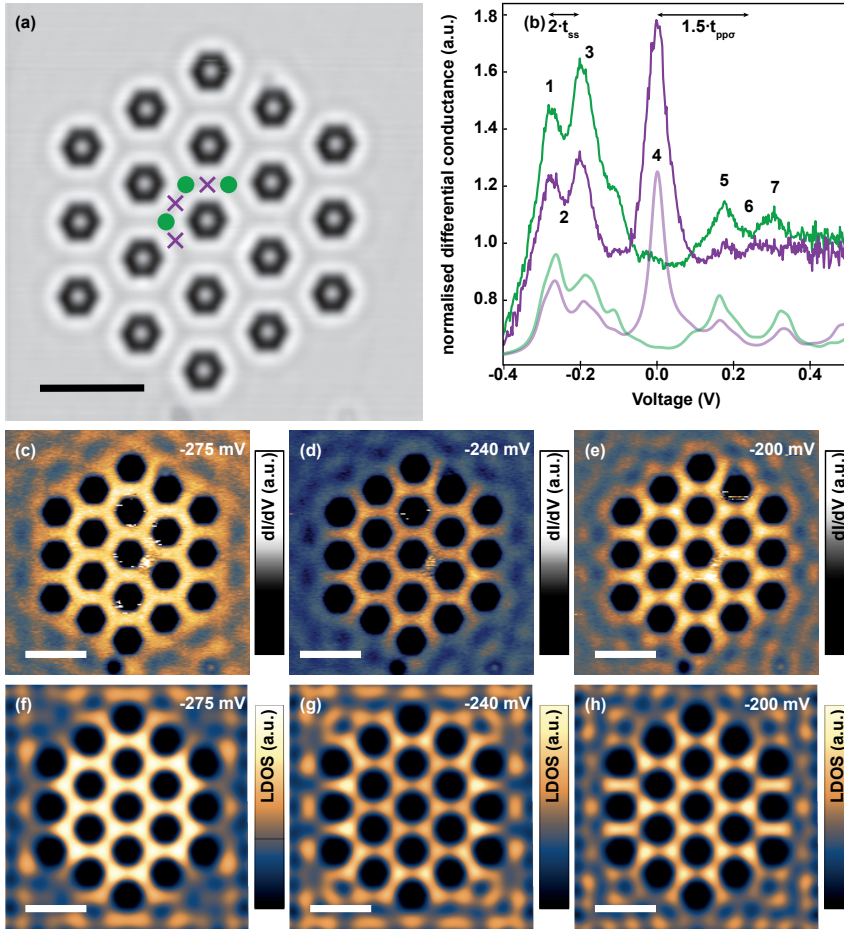 (a)
(b)
2·tss
1.5·tppσ
1
3
2
4
5
6
7
1.8
1.6
1.4
1.2
1.0
0.8
normalised differential conductance (a.u.)
-0.4
-0.2
0.0
0.2
0.4
Voltage (V)
(c)
-275 mV
dI/dV (a.u.)
(d)
-240 mV
dI/dV (a.u.)
(e)
-200 mV
dI/dV (a.u.)
(f)
-275 mV
LDOS (a.u.)
(g)
-240 mV
LDOS (a.u.)
(h)
-200 mV
LDOS (a.u.)